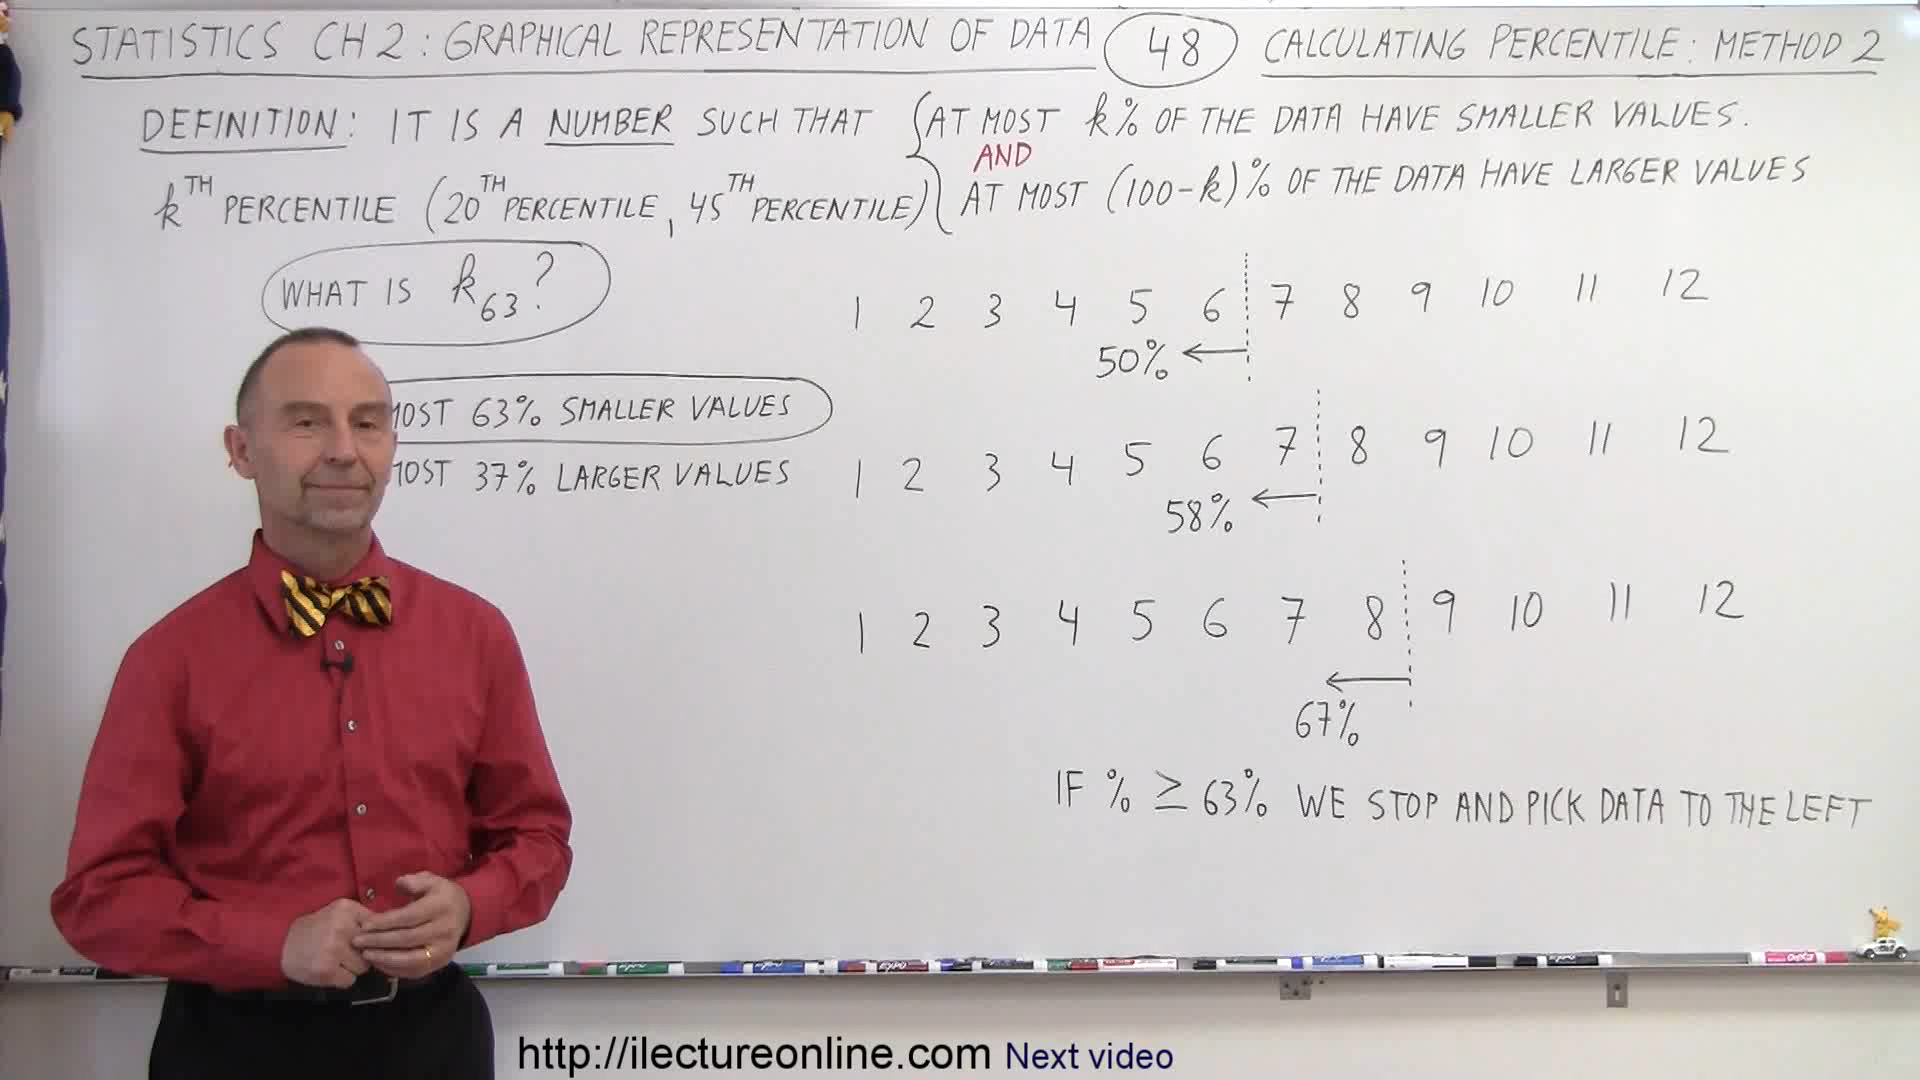 STATISTICS CH 2 : GRAPHICAL REPRESENTATION OF DATA 48 CALCULATING PERCENTILE : METHOD 2
DEFINITION : IT IS A NUMBER SUCH THAT { AT MOST k% OF THE DATA HAVE SMALLER VALUES.
AND
kTH PERCENTILE (20TH PERCENTILE, 45TH PERCENTILE) AT MOST (100-k)% OF THE DATA HAVE LARGER VALUES
WHAT IS k63?
1 2 3 4 5 6 7 8 9 10 11 12
50% ←
MOST 63% SMALLER VALUES
MOST 37% LARGER VALUES
1 2 3 4 5 6 7 8 9 10 11 12
58% ←
1 2 3 4 5 6 7 8 9 10 11 12
←
67%
IF % ≥ 63% WE STOP AND PICK DATA TO THE LEFT
http://ilectureonline.com Next video